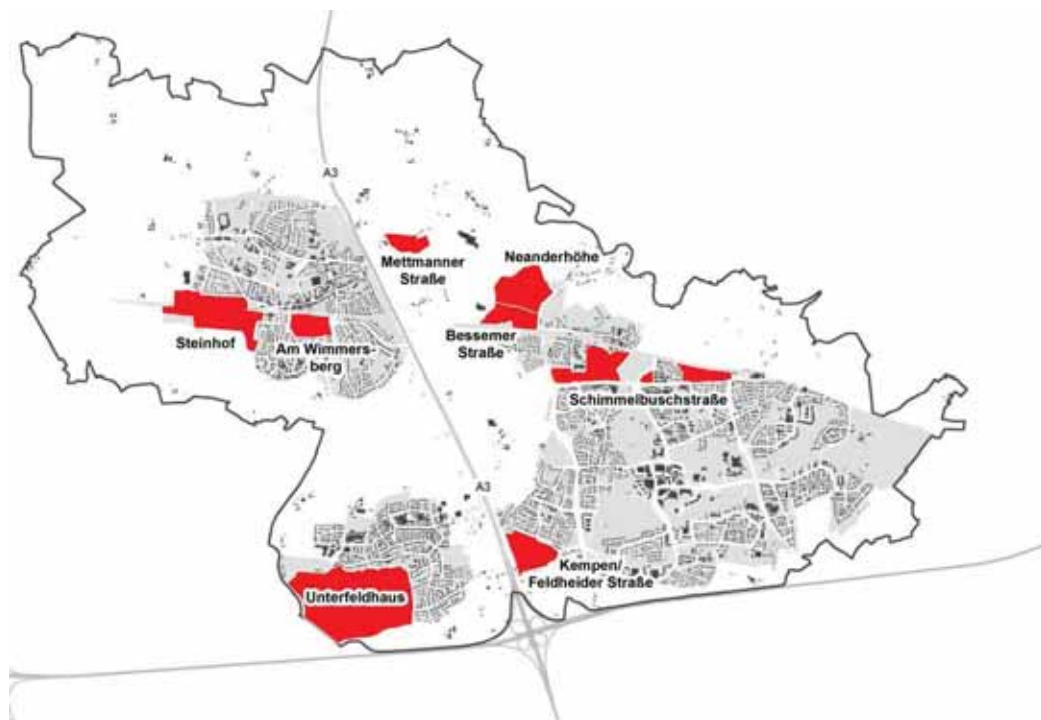 A3
Neanderhöhe
Mettmanner
Straße
Bessemer
Straße
Steinhof
Am Wimmers-
berg
Schimmelbuschstraße
A3
Kempen/
Feldheider Straße
Unterfeldhaus